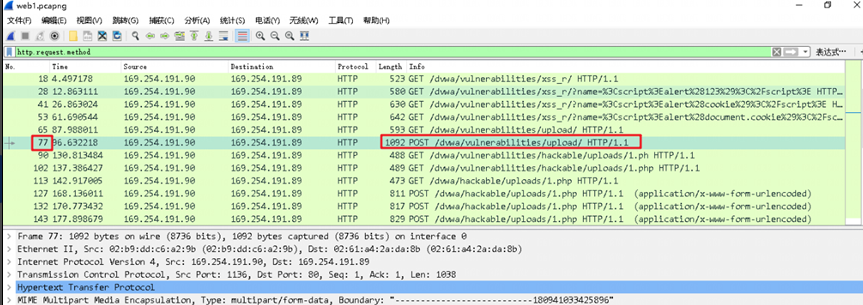 web1.pcapng
文件(F) 编辑(E) 视图(V) 跳转(G) 捕获(C) 分析(A) 统计(S) 电话(Y) 无线(W) 工具(T) 帮助(H)
http.request.method 表达式…
No. Time Source Destination Protocol Length Info
18 4.497178 169.254.191.90 169.254.191.89 HTTP 523 GET /dvwa/vulnerabilities/xss_r/ HTTP/1.1
28 12.863111 169.254.191.90 169.254.191.89 HTTP 580 GET /dvwa/vulnerabilities/xss_r/?name=%3Cscript%3Ealert%28123%29%3C%2Fscript%3E HTTP…
41 26.863024 169.254.191.90 169.254.191.89 HTTP 630 GET /dvwa/vulnerabilities/xss_r/?name=%3Cscript%3Ealert%28cookie%29%3C%2Fscript%3E H…
53 61.690544 169.254.191.90 169.254.191.89 HTTP 642 GET /dvwa/vulnerabilities/xss_r/?name=%3Cscript%3Ealert%28document.cookie%29%3C%2Fsc…
65 87.988011 169.254.191.90 169.254.191.89 HTTP 593 GET /dvwa/vulnerabilities/upload/ HTTP/1.1
77 96.632218 169.254.191.90 169.254.191.89 HTTP 1092 POST /dvwa/vulnerabilities/upload/ HTTP/1.1
90 130.813484 169.254.191.90 169.254.191.89 HTTP 488 GET /dvwa/vulnerabilities/hackable/uploads/1.ph HTTP/1.1
102 137.386427 169.254.191.90 169.254.191.89 HTTP 489 GET /dvwa/vulnerabilities/hackable/uploads/1.php HTTP/1.1
113 142.917005 169.254.191.90 169.254.191.89 HTTP 473 GET /dvwa/hackable/uploads/1.php HTTP/1.1
127 168.136011 169.254.191.90 169.254.191.89 HTTP 811 POST /dvwa/hackable/uploads/1.php HTTP/1.1 (application/x-www-form-urlencoded)
132 170.773432 169.254.191.90 169.254.191.89 HTTP 817 POST /dvwa/hackable/uploads/1.php HTTP/1.1 (application/x-www-form-urlencoded)
143 177.898679 169.254.191.90 169.254.191.89 HTTP 829 POST /dvwa/hackable/uploads/1.php HTTP/1.1 (application/x-www-form-urlencoded)
Frame 77: 1092 bytes on wire (8736 bits), 1092 bytes captured (8736 bits) on interface 0
Ethernet II, Src: 02:b9:dd:c6:a2:9b (02:b9:dd:c6:a2:9b), Dst: 02:61:a4:2a:da:8b (02:61:a4:2a:da:8b)
Internet Protocol Version 4, Src: 169.254.191.90, Dst: 169.254.191.89
Transmission Control Protocol, Src Port: 1136, Dst Port: 80, Seq: 1, Ack: 1, Len: 1038
Hypertext Transfer Protocol
MIME Multipart Media Encapsulation, Type: multipart/form-data, Boundary: "---------------------------180941033425896"